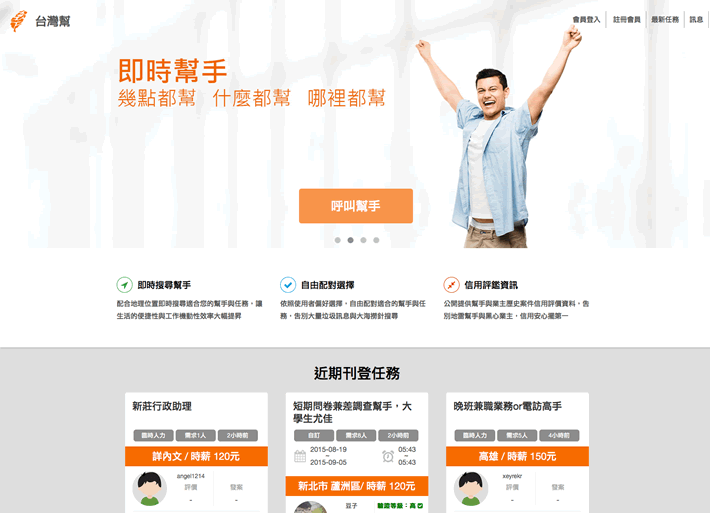 台灣幫
會員登入 註冊會員 最新任務 訊息
即時幫手
幾點都幫 什麼都幫 哪裡都幫
呼叫幫手
即時搜尋幫手
配合地理位置即時搜尋適合您的幫手與任務，讓
生活的便捷性與工作機動性效率大幅提昇
自由配對選擇
依照使用者偏好選擇，自由配對適合的幫手與任
務，告別大量垃圾訊息與大海撈針搜尋
信用評鑑資訊
公開提供幫手與業主歷史案件信用評價資料，告
別地雷幫手與黑心業主，信用安心擺第一
近期刊登任務
新莊行政助理
臨時人力 需求1人 2小時前
詳內文 / 時薪 120元
angel1214
評價 發案
- -
短期問卷兼差調查幫手，大
學生尤佳
自訂 需求8人 2小時前
2015-08-19 05:43
~ ~
2015-09-05 05:43
新北市 蘆洲區/ 時薪 120元
豆子 驗證等級：高
晚班兼職業務or電訪高手
臨時人力 需求5人 4小時前
高雄 / 時薪 150元
xeyrekr
評價 發案
- -